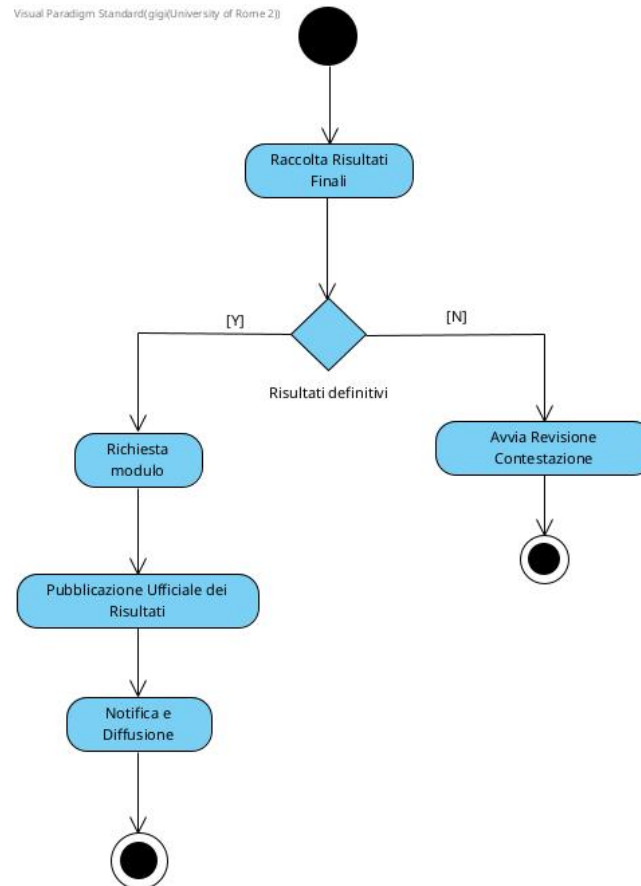 Visual Paradigm Standard(gigi(University of Rome 2))
Raccolta Risultati
Finali
[Y]
[N]
Risultati definitivi
Richiesta
modulo
Avvia Revisione
Contestazione
Pubblicazione Ufficiale dei
Risultati
Notifica e
Diffusione